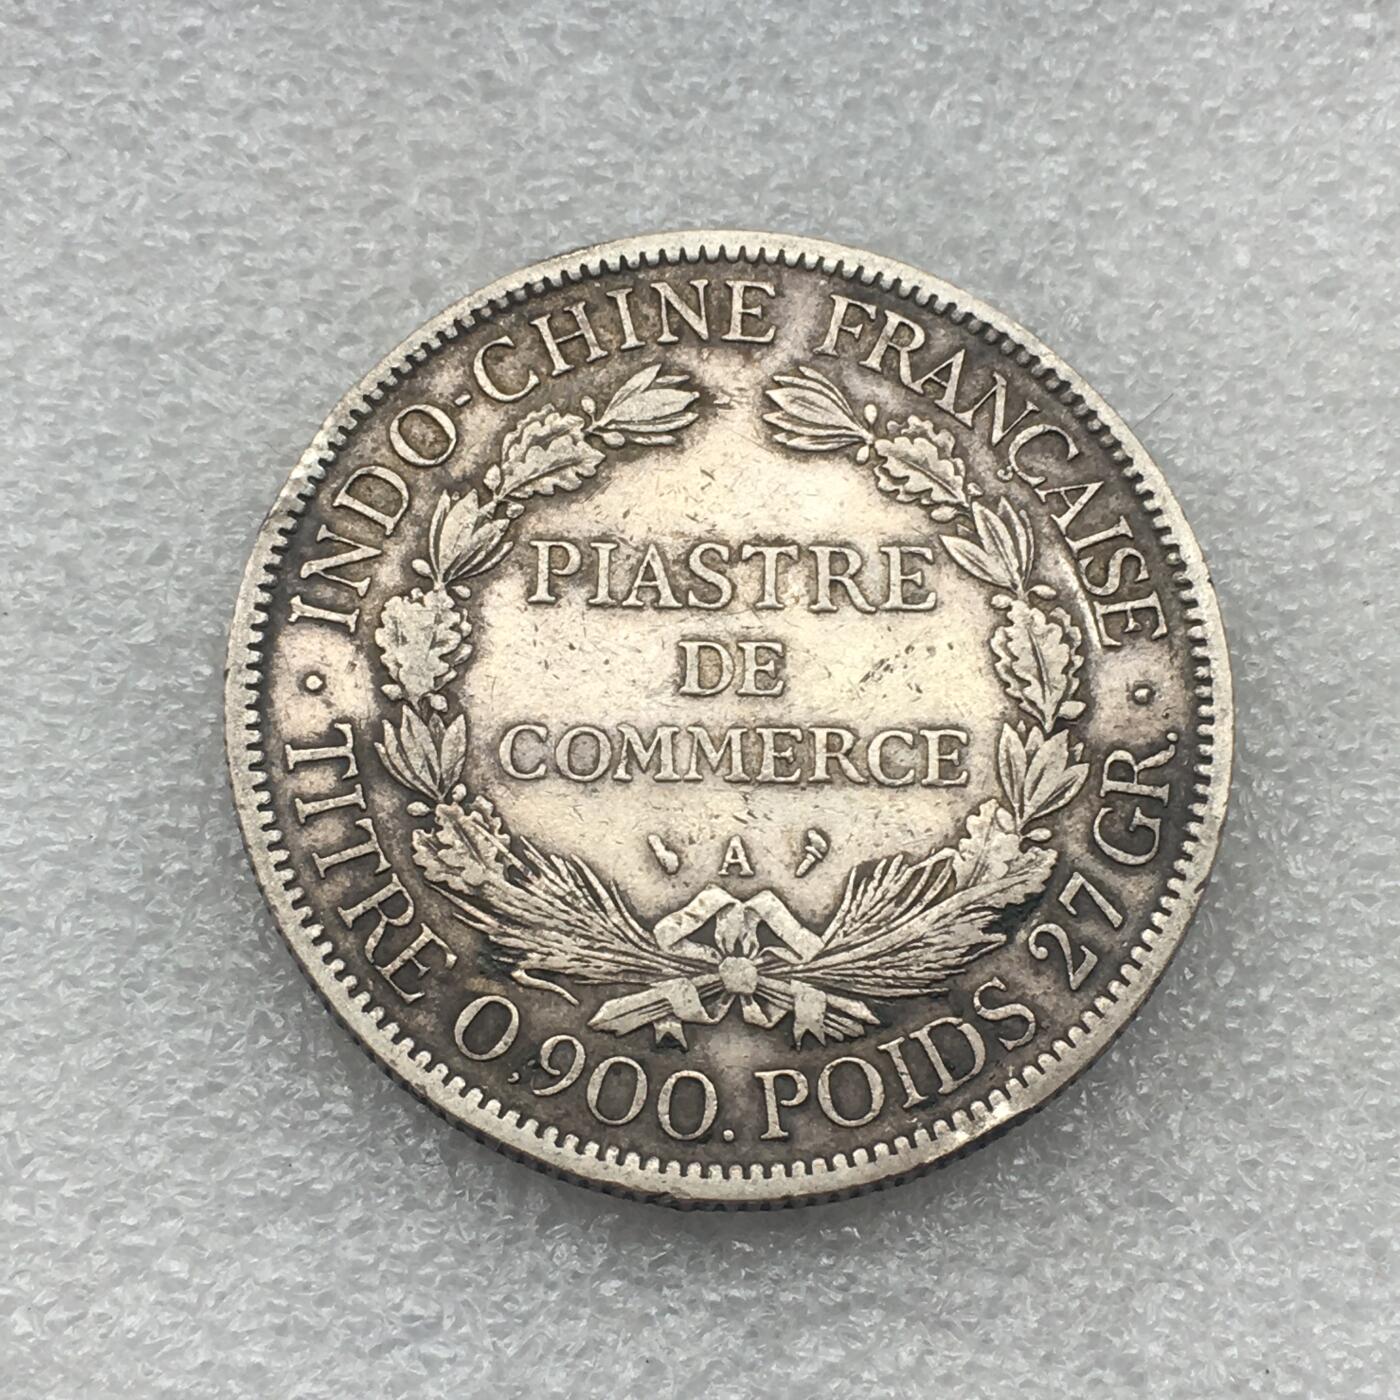 INDO-CHINE FRANÇAISE
PIASTRE
DE
COMMERCE
A
TITRE 0,900. POIDS 27 GR.